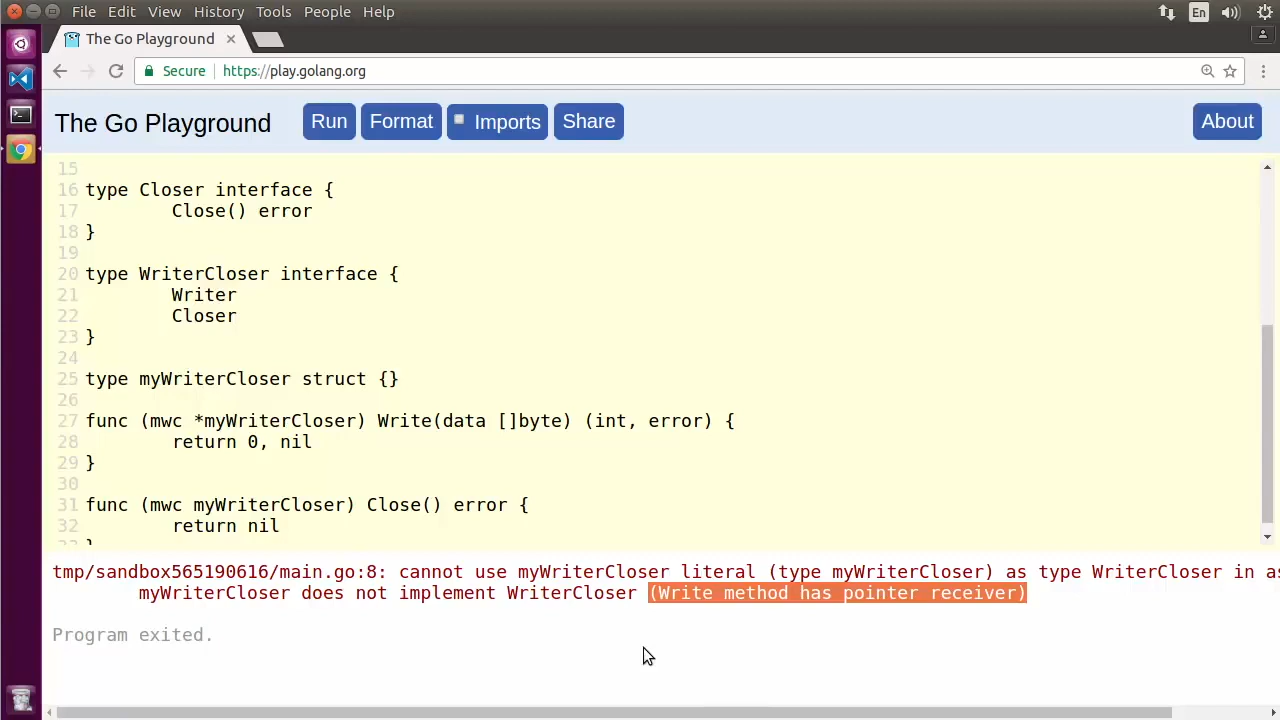 File Edit View History Tools People Help
En
The Go Playground
Secure https://play.golang.org
The Go Playground Run Format Imports Share About
15
16 type Closer interface {
17 Close() error
18 }
19
20 type WriterCloser interface {
21 Writer
22 Closer
23 }
24
25 type myWriterCloser struct {}
26
27 func (mwc *myWriterCloser) Write(data []byte) (int, error) {
28 return 0, nil
29 }
30
31 func (mwc myWriterCloser) Close() error {
32 return nil
33 }
tmp/sandbox565190616/main.go:8: cannot use myWriterCloser literal (type myWriterCloser) as type WriterCloser in as
myWriterCloser does not implement WriterCloser (Write method has pointer receiver)
Program exited.